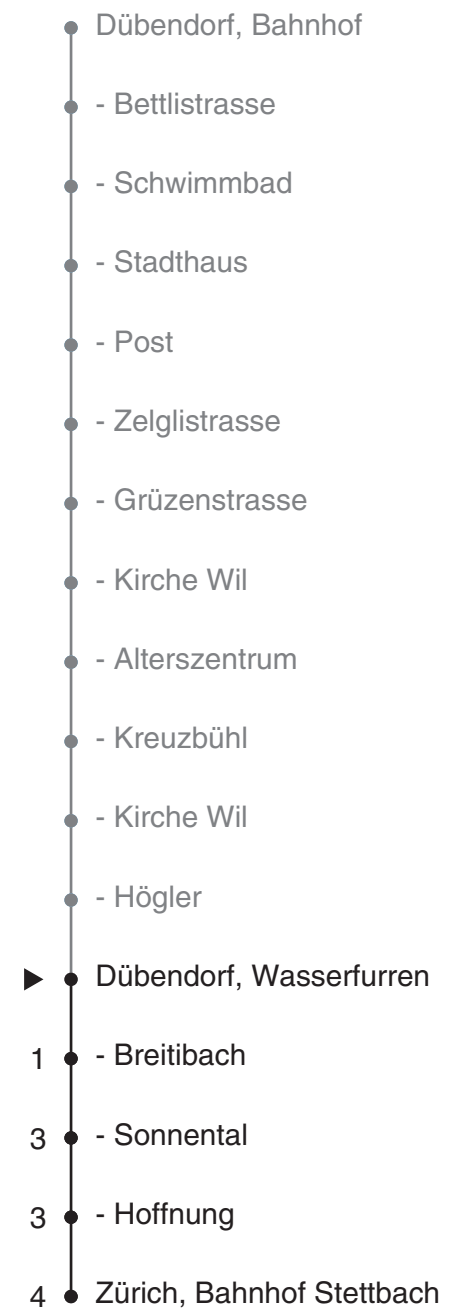 Dübendorf, Bahnhof
- Bettlistrasse
- Schwimmbad
- Stadthaus
- Post
- Zelglistrasse
- Grüzenstrasse
- Kirche Wil
- Alterszentrum
- Kreuzbühl
- Kirche Wil
- Högler
Dübendorf, Wasserfurren
1 - Breitibach
3 - Sonnental
3 - Hoffnung
4 Zürich, Bahnhof Stettbach